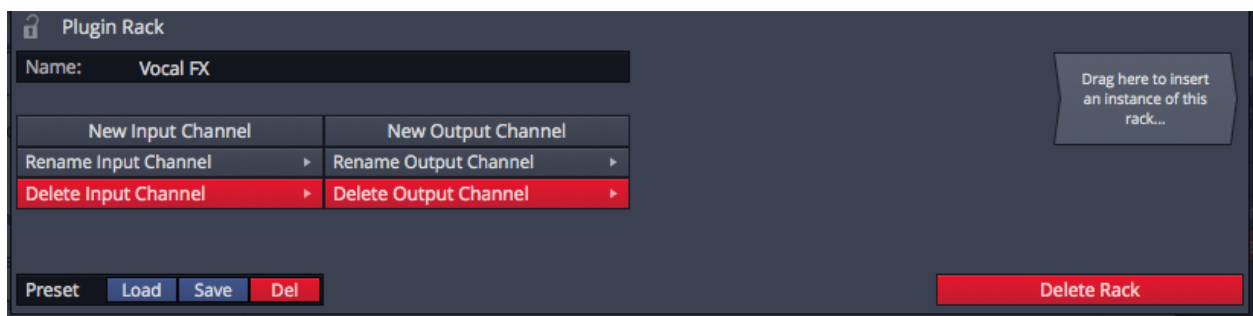 Plugin Rack
Name: Vocal FX
Drag here to insert
an instance of this
rack...
New Input Channel New Output Channel
Rename Input Channel Rename Output Channel
Delete Input Channel Delete Output Channel
Preset Load Save Del Delete Rack